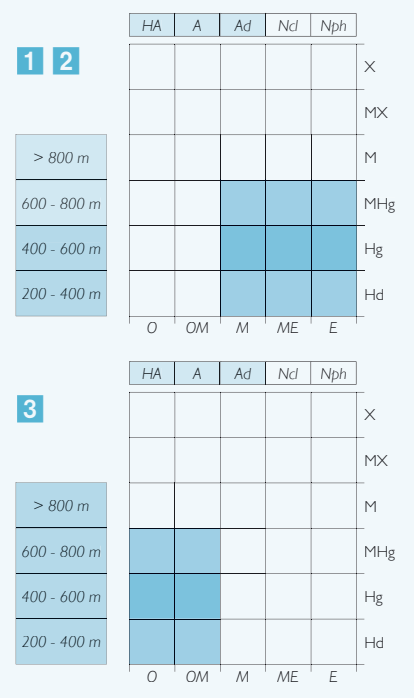 HA A Ad Ncl Nph
1 2
X
MX
> 800 m M
600 - 800 m MHg
400 - 600 m Hg
200 - 400 m Hd
O OM M ME E
HA A Ad Ncl Nph
3
X
MX
> 800 m M
600 - 800 m MHg
400 - 600 m Hg
200 - 400 m Hd
O OM M ME E